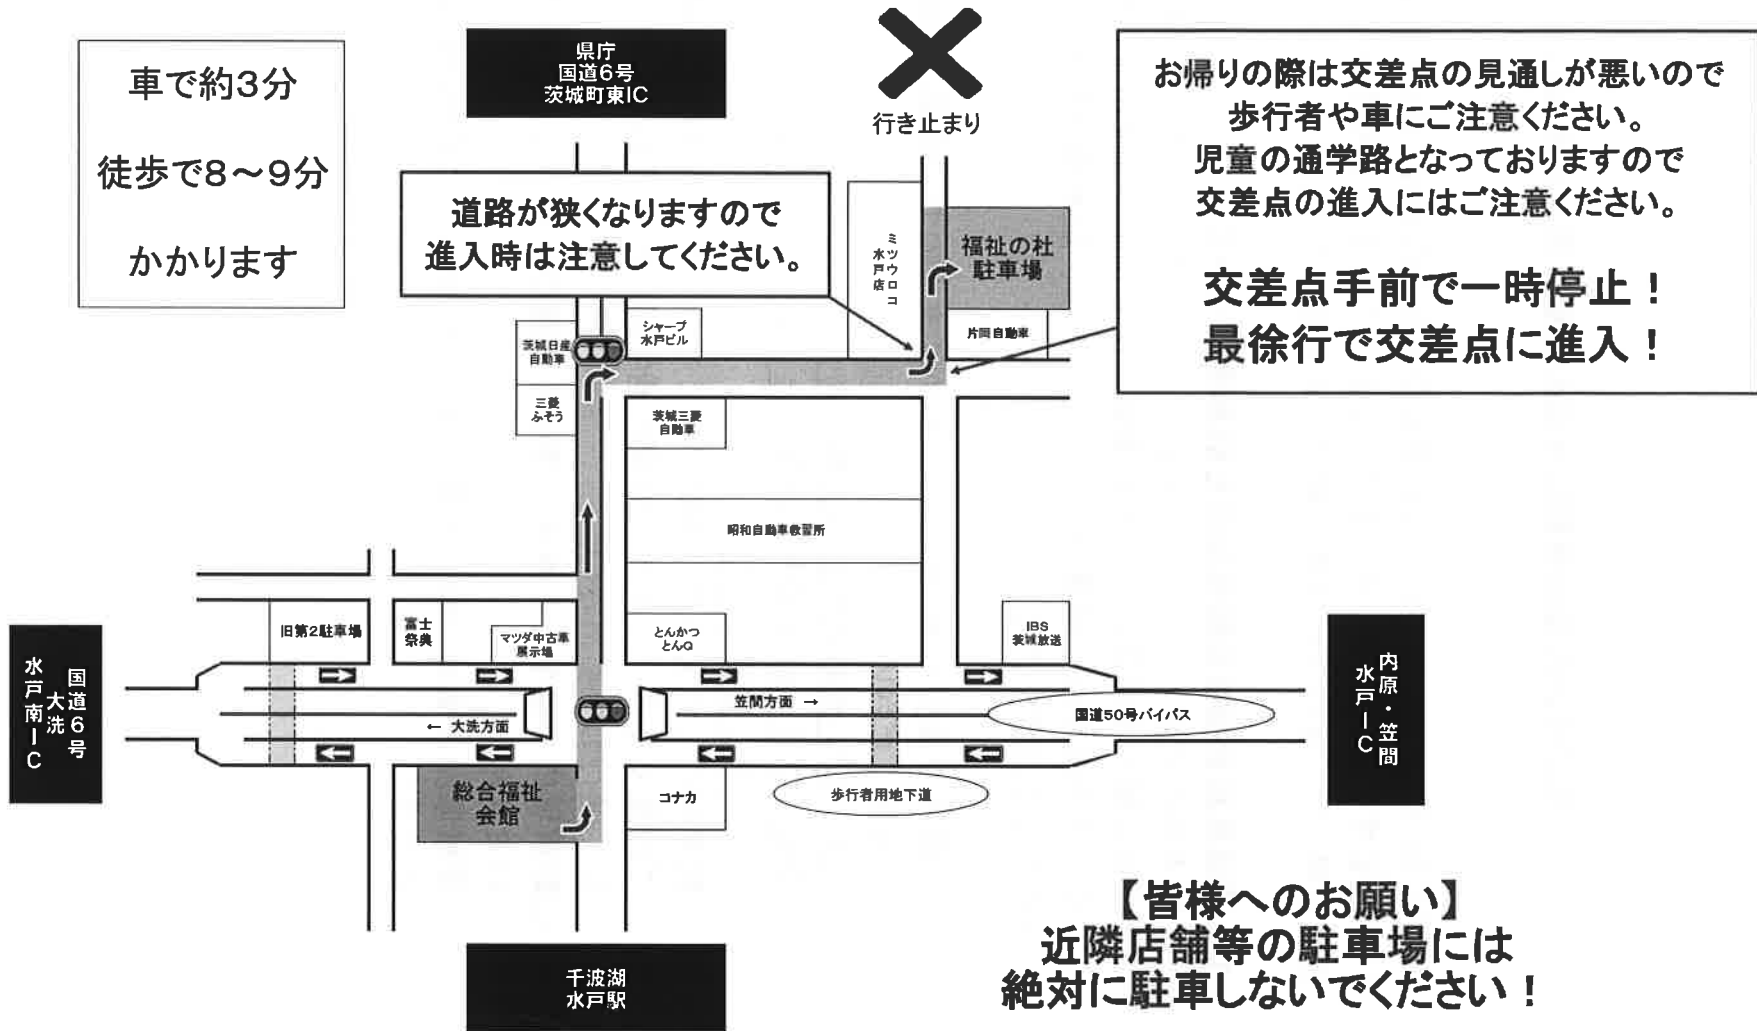 車で約3分
徒歩で8～9分
かかります
県庁
国道6号
茨城町東IC
行き止まり
お帰りの際は交差点の見通しが悪いので
歩行者や車にご注意ください。
児童の通学路となっておりますので
交差点の進入にはご注意ください。
交差点手前で一時停止！
最徐行で交差点に進入！
道路が狭くなりますので
進入時は注意してください。
ミツウロコ
水戸店
福祉の杜
駐車場
茨城日産
自動車
シャープ
水戸ビル
片岡自動車
三菱
ふそう
茨城三菱
自動車
昭和自動車教習所
旧第2駐車場
富士
祭典
マツダ中古車
展示場
とんかつ
とんQ
IBS
茨城放送
国道6号
大洗
水戸南IC
← 大洗方面
笠間方面 →
国道50号バイパス
内原・笠間
水戸IC
総合福祉
会館
コナカ
歩行者用地下道
千波湖
水戸駅
【皆様へのお願い】
近隣店舗等の駐車場には
絶対に駐車しないでください！